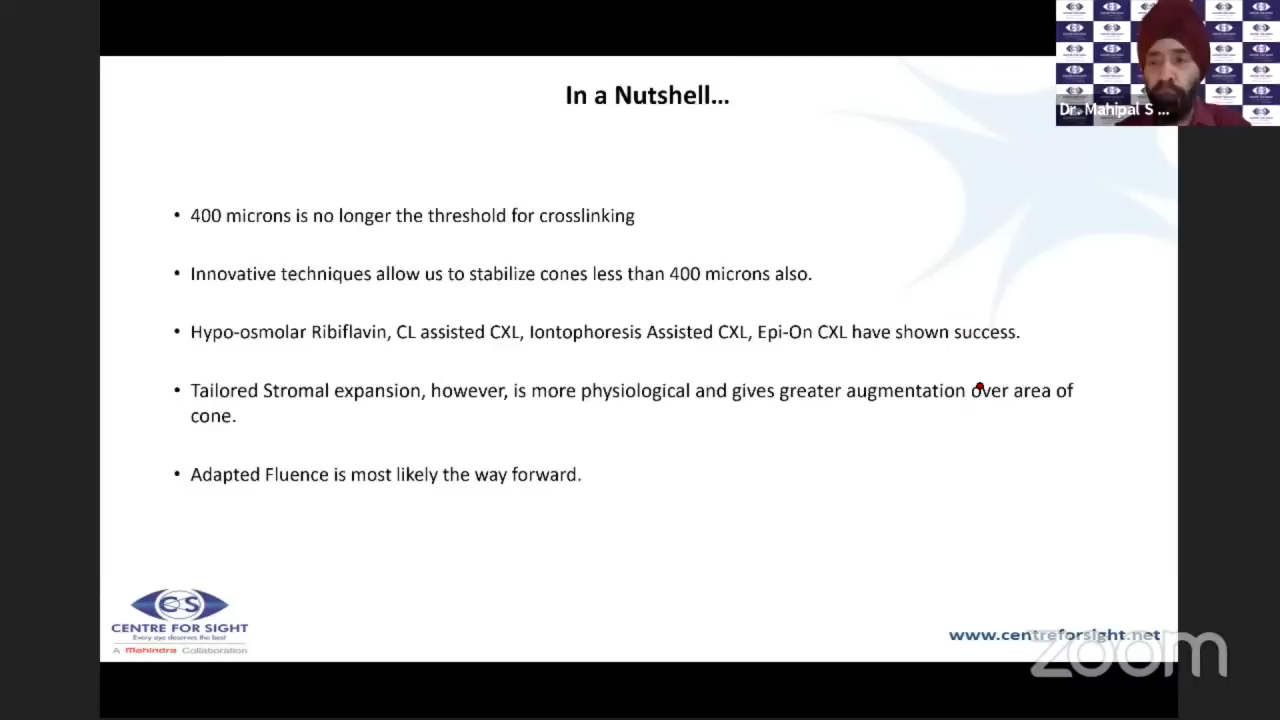 In a Nutshell...
Dr. Mahipal S ...
• 400 microns is no longer the threshold for crosslinking
• Innovative techniques allow us to stabilize cones less than 400 microns also.
• Hypo-osmolar Ribiflavin, CL assisted CXL, Iontophoresis Assisted CXL, Epi-On CXL have shown success.
• Tailored Stromal expansion, however, is more physiological and gives greater augmentation over area of
cone.
• Adapted Fluence is most likely the way forward.
CFS
CENTRE FOR SIGHT
Every eye deserves the best
A Mahindra Collaboration
www.centreforsight.net
zoom